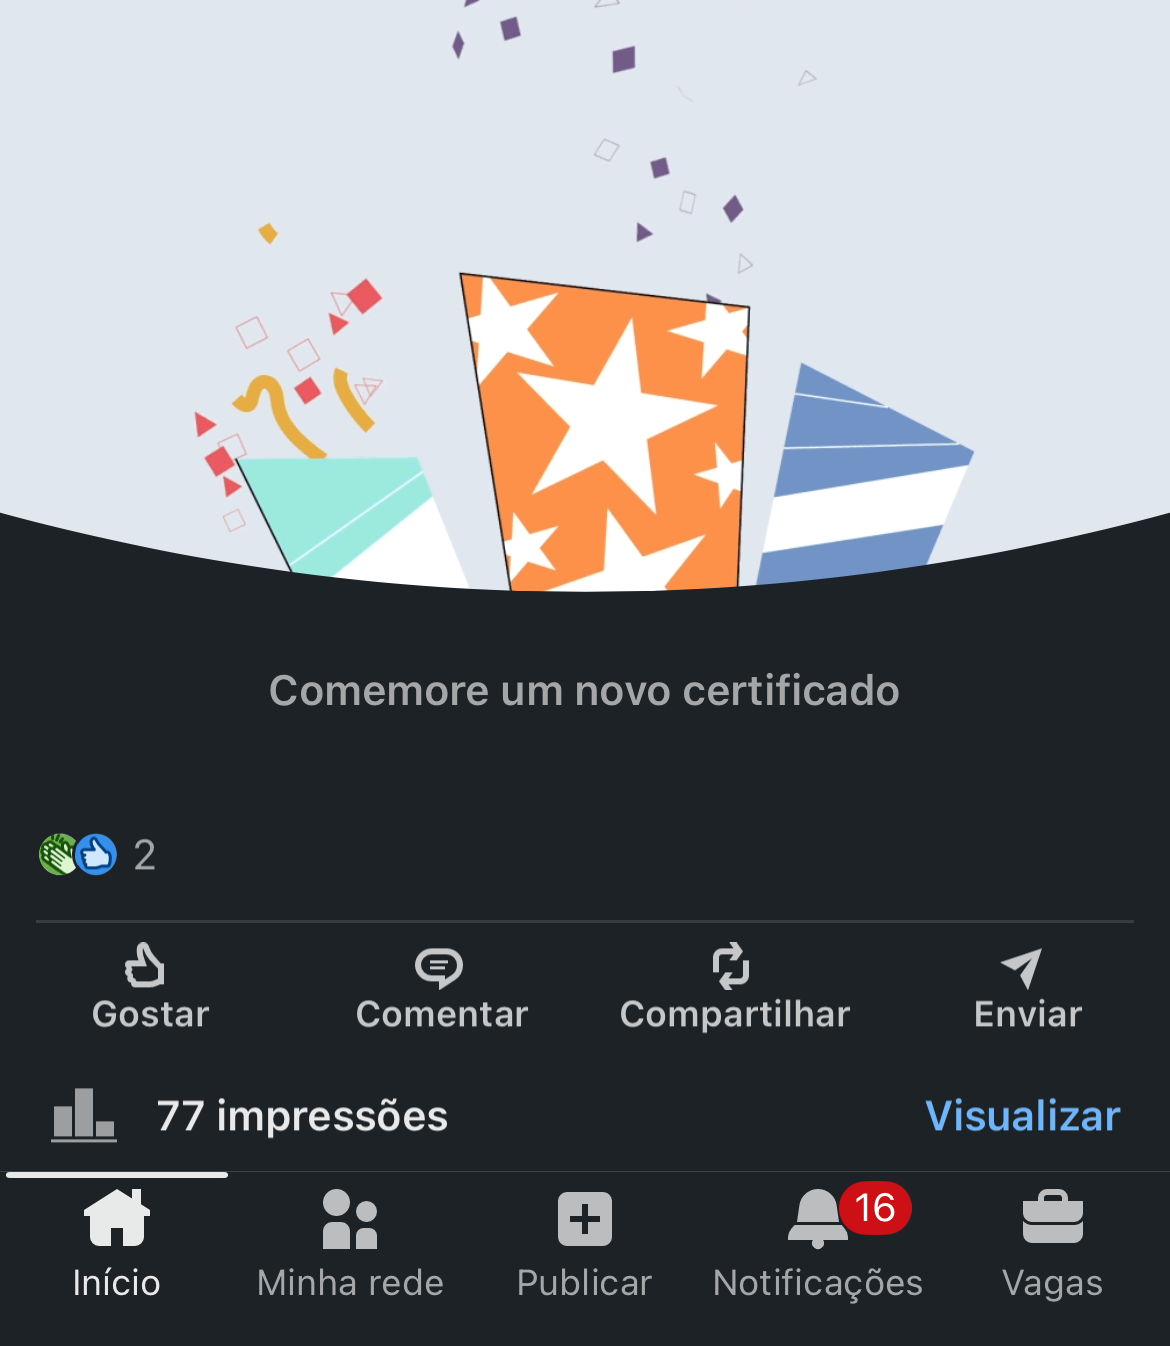 Comemore um novo certificado
2
Gostar
Comentar
Compartilhar
Enviar
77 impressões
Visualizar
16
Início
Minha rede
Publicar
Notificações
Vagas